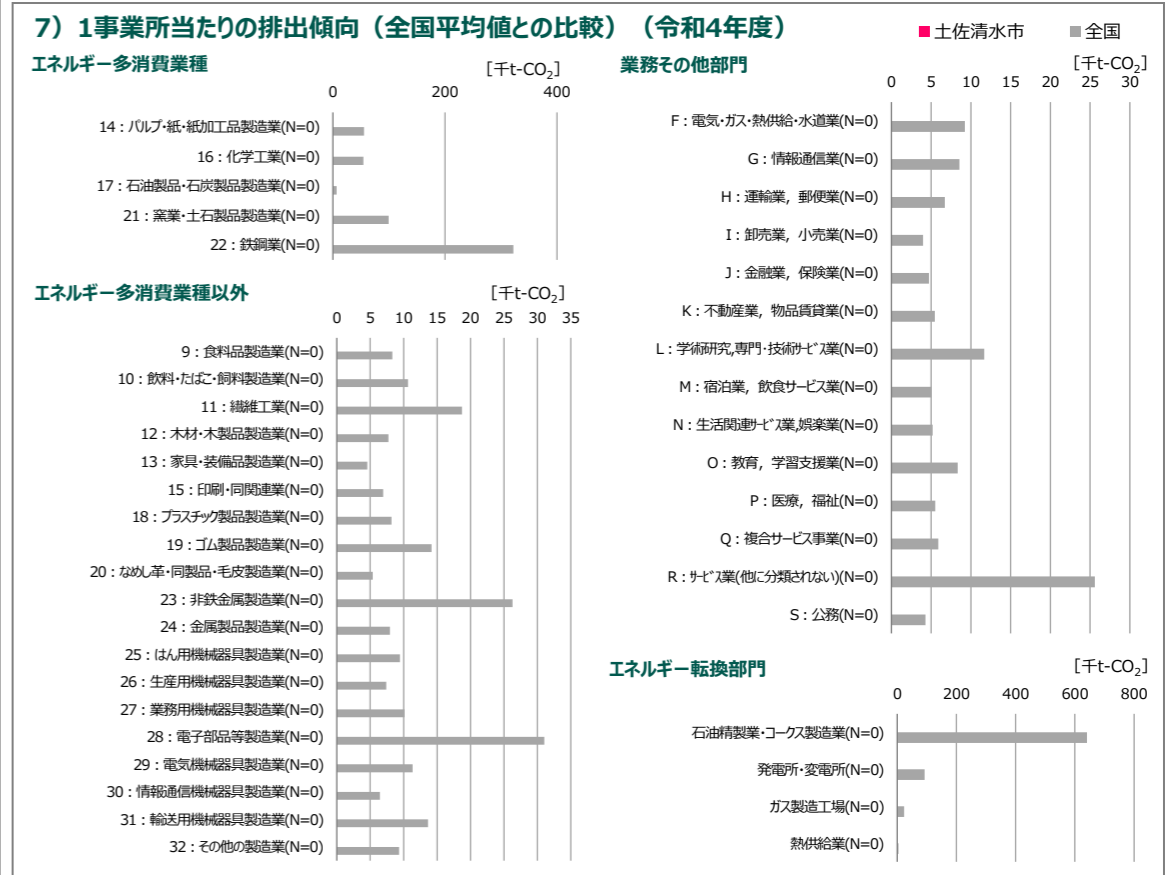 7）1事業所当たりの排出傾向（全国平均値との比較）（令和4年度）
■土佐清水市 ■全国
エネルギー多消費業種
[千t-CO2]
0 200 400
14：パルプ・紙・紙加工品製造業(N=0)
16：化学工業(N=0)
17：石油製品・石炭製品製造業(N=0)
21：窯業・土石製品製造業(N=0)
22：鉄鋼業(N=0)
エネルギー多消費業種以外
[千t-CO2]
0 5 10 15 20 25 30 35
9：食料品製造業(N=0)
10：飲料・たばこ・飼料製造業(N=0)
11：繊維工業(N=0)
12：木材・木製品製造業(N=0)
13：家具・装備品製造業(N=0)
15：印刷・同関連業(N=0)
18：プラスチック製品製造業(N=0)
19：ゴム製品製造業(N=0)
20：なめし革・同製品・毛皮製造業(N=0)
23：非鉄金属製造業(N=0)
24：金属製品製造業(N=0)
25：はん用機械器具製造業(N=0)
26：生産用機械器具製造業(N=0)
27：業務用機械器具製造業(N=0)
28：電子部品等製造業(N=0)
29：電気機械器具製造業(N=0)
30：情報通信機械器具製造業(N=0)
31：輸送用機械器具製造業(N=0)
32：その他の製造業(N=0)
業務その他部門
[千t-CO2]
0 5 10 15 20 25 30
F：電気・ガス・熱供給・水道業(N=0)
G：情報通信業(N=0)
H：運輸業，郵便業(N=0)
I：卸売業，小売業(N=0)
J：金融業，保険業(N=0)
K：不動産業，物品賃貸業(N=0)
L：学術研究,専門・技術ｻｰﾋﾞｽ業(N=0)
M：宿泊業，飲食サービス業(N=0)
N：生活関連ｻｰﾋﾞｽ業,娯楽業(N=0)
O：教育，学習支援業(N=0)
P：医療，福祉(N=0)
Q：複合サービス事業(N=0)
R：ｻｰﾋﾞｽ業(他に分類されない)(N=0)
S：公務(N=0)
エネルギー転換部門
[千t-CO2]
0 200 400 600 800
石油精製業・コークス製造業(N=0)
発電所・変電所(N=0)
ガス製造工場(N=0)
熱供給業(N=0)